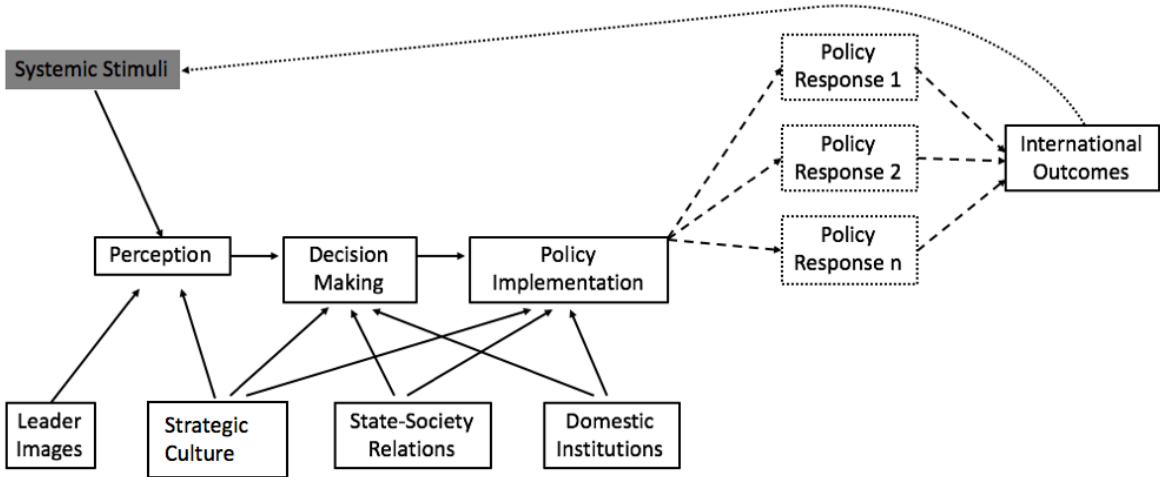 Systemic Stimuli
Policy
Response 1
Policy
Response 2
International
Outcomes
Policy
Response n
Perception
Decision
Making
Policy
Implementation
Leader
Images
Strategic
Culture
State-Society
Relations
Domestic
Institutions